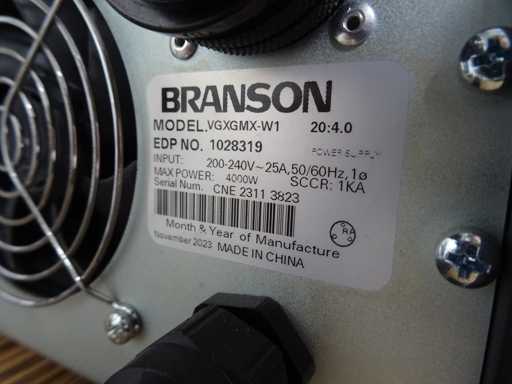 BRANSON
MODEL. VGXGMX-W1 20:4.0
EDP NO. 1028319 POWER SUPPLY
INPUT: 200-240V~25A,50/60Hz,1ø
MAX POWER: 4000W SCCR: 1KA
Serial Num. CNE 2311 3823
Month & Year of Manufacture
November 2023 MADE IN CHINA